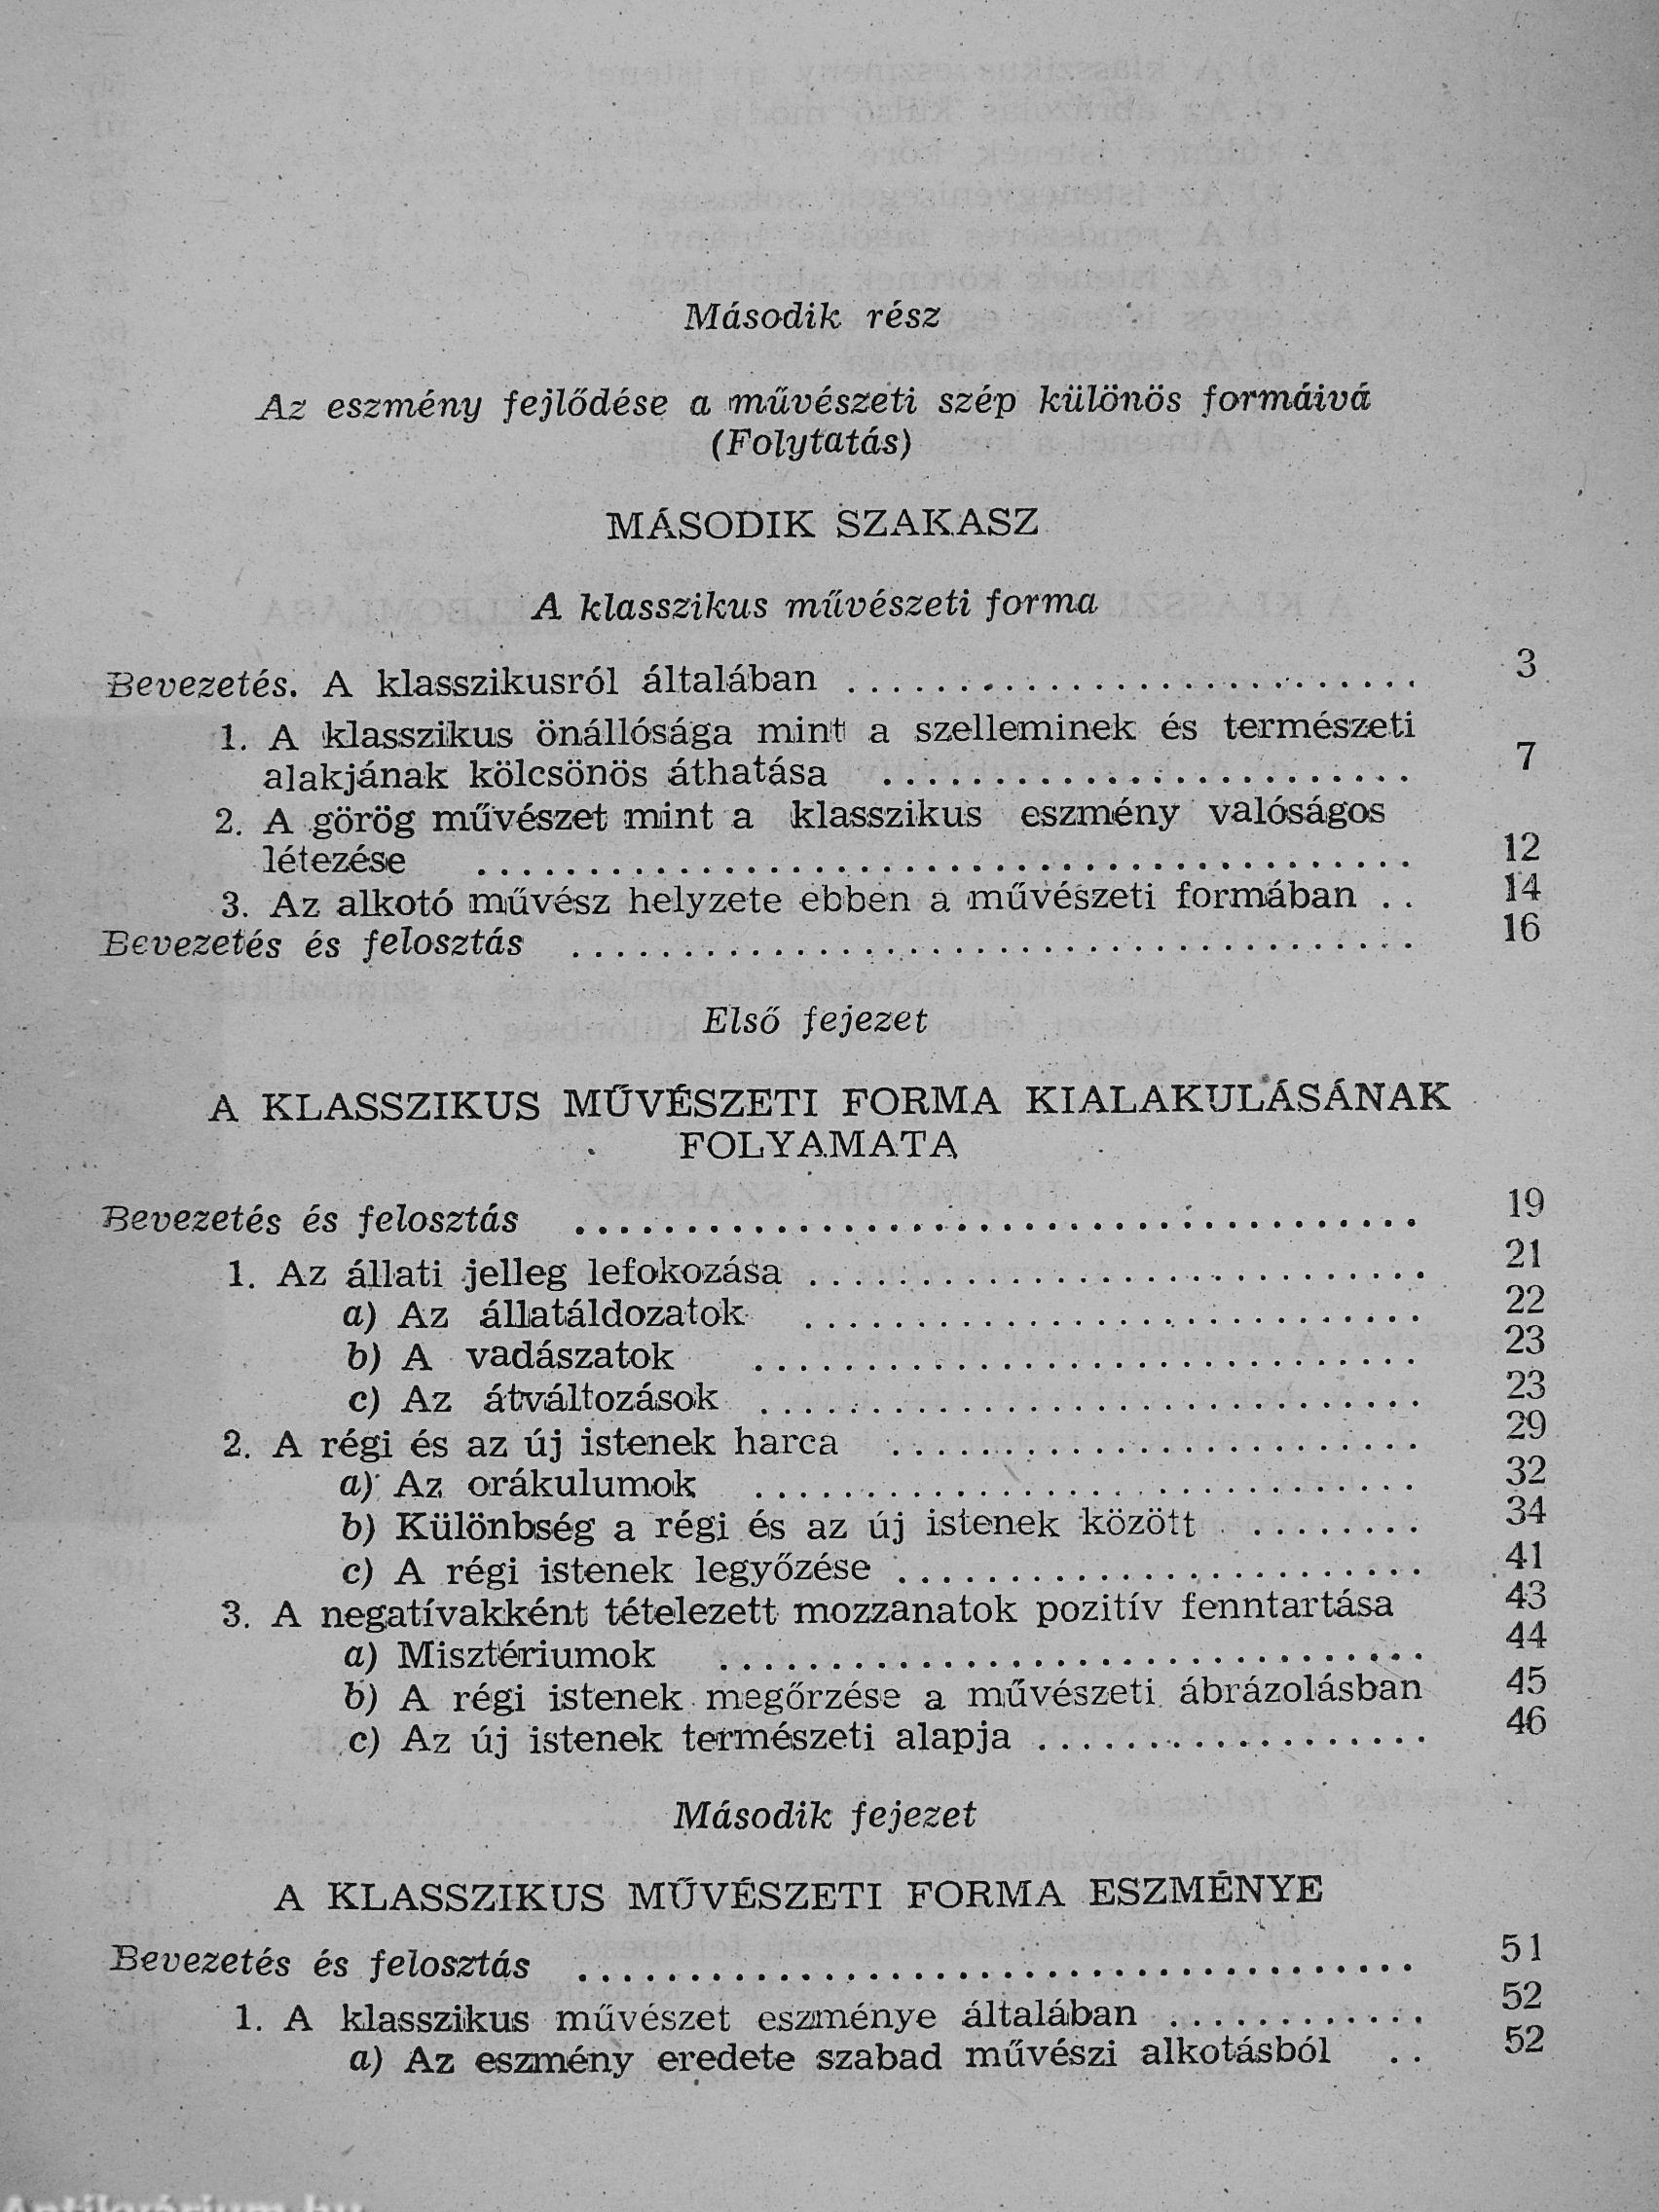 Második rész
Az eszmény fejlődése a művészeti szép különös formáivá
(Folytatás)
MÁSODIK SZAKASZ
A klasszikus művészeti forma
Bevezetés. A klasszikusról általában . . . . . . . . . . . . . . . . . . . . . . . . . . 3
1. A klasszikus önállósága mint a szelleminek és természeti
alakjának kölcsönös áthatása . . . . . . . . . . . . . . . . . . . . . . . . 7
2. A görög művészet mint a klasszikus eszmény valóságos
létezése . . . . . . . . . . . . . . . . . . . . . . . . . . . . . . . . . . . . . . . . . . 12
3. Az alkotó művész helyzete ebben a művészeti formában . . 14
Bevezetés és felosztás . . . . . . . . . . . . . . . . . . . . . . . . . . . . . . . . . . . . . 16
Első fejezet
A KLASSZIKUS MŰVÉSZETI FORMA KIALAKULÁSÁNAK
FOLYAMATA
Bevezetés és felosztás . . . . . . . . . . . . . . . . . . . . . . . . . . . . . . . . . . . . . 19
1. Az állati jelleg lefokozása . . . . . . . . . . . . . . . . . . . . . . . . . . . . 21
a) Az állatáldozatok . . . . . . . . . . . . . . . . . . . . . . . . . . . . 22
b) A vadászatok . . . . . . . . . . . . . . . . . . . . . . . . . . . . . . 23
c) Az átváltozások . . . . . . . . . . . . . . . . . . . . . . . . . . . . . . 23
2. A régi és az új istenek harca . . . . . . . . . . . . . . . . . . . . . . . . 29
a) Az orákulumok . . . . . . . . . . . . . . . . . . . . . . . . . . . . . . 32
b) Különbség a régi és az új istenek között . . . . . . . . . 34
c) A régi istenek legyőzése . . . . . . . . . . . . . . . . . . . . . . . . 41
3. A negatívakként tételezett mozzanatok pozitív fenntartása 43
a) Misztériumok . . . . . . . . . . . . . . . . . . . . . . . . . . . . . . . . 44
b) A régi istenek megőrzése a művészeti ábrázolásban 45
c) Az új istenek természeti alapja . . . . . . . . . . . . . . . . . . 46
Második fejezet
A KLASSZIKUS MŰVÉSZETI FORMA ESZMÉNYE
Bevezetés és felosztás . . . . . . . . . . . . . . . . . . . . . . . . . . . . . . . . . . . . . 51
1. A klasszikus művészet eszménye általában . . . . . . . . . . . . 52
a) Az eszmény eredete szabad művészi alkotásból . . 52